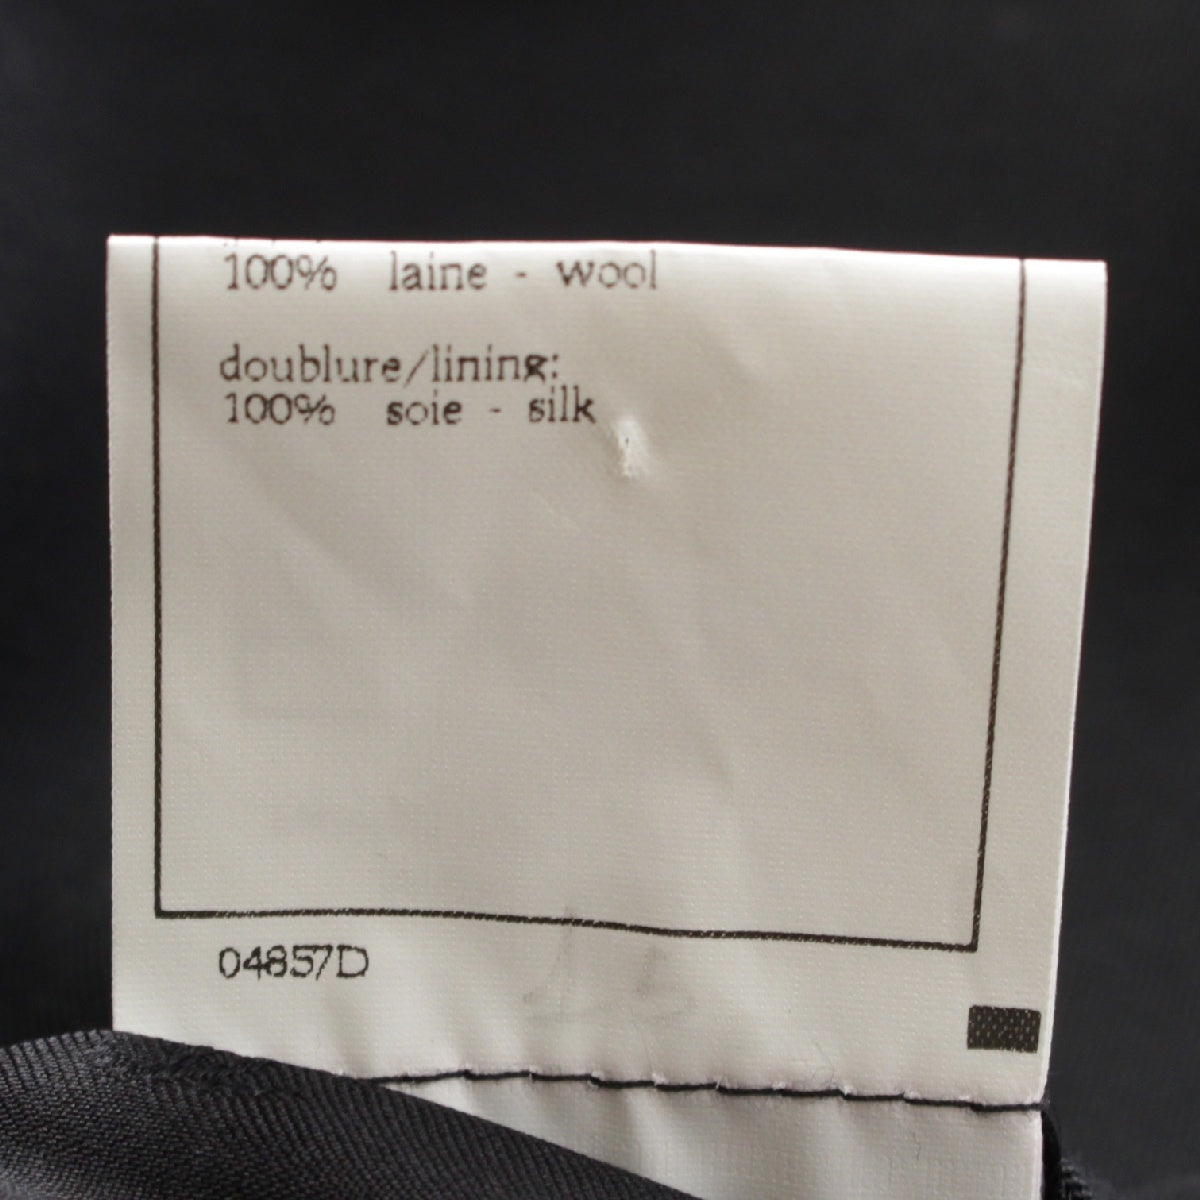 100% laine - wool
doublure/lining:
100% soie - silk
04857D